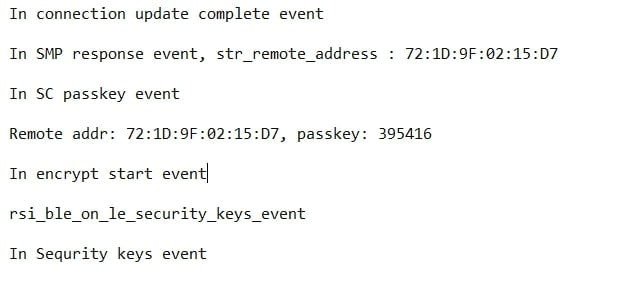 In connection update complete event
In SMP response event, str_remote_address : 72:1D:9F:02:15:D7
In SC passkey event
Remote addr: 72:1D:9F:02:15:D7, passkey: 395416
In encrypt start event
rsi_ble_on_le_security_keys_event
In Sequrity keys event